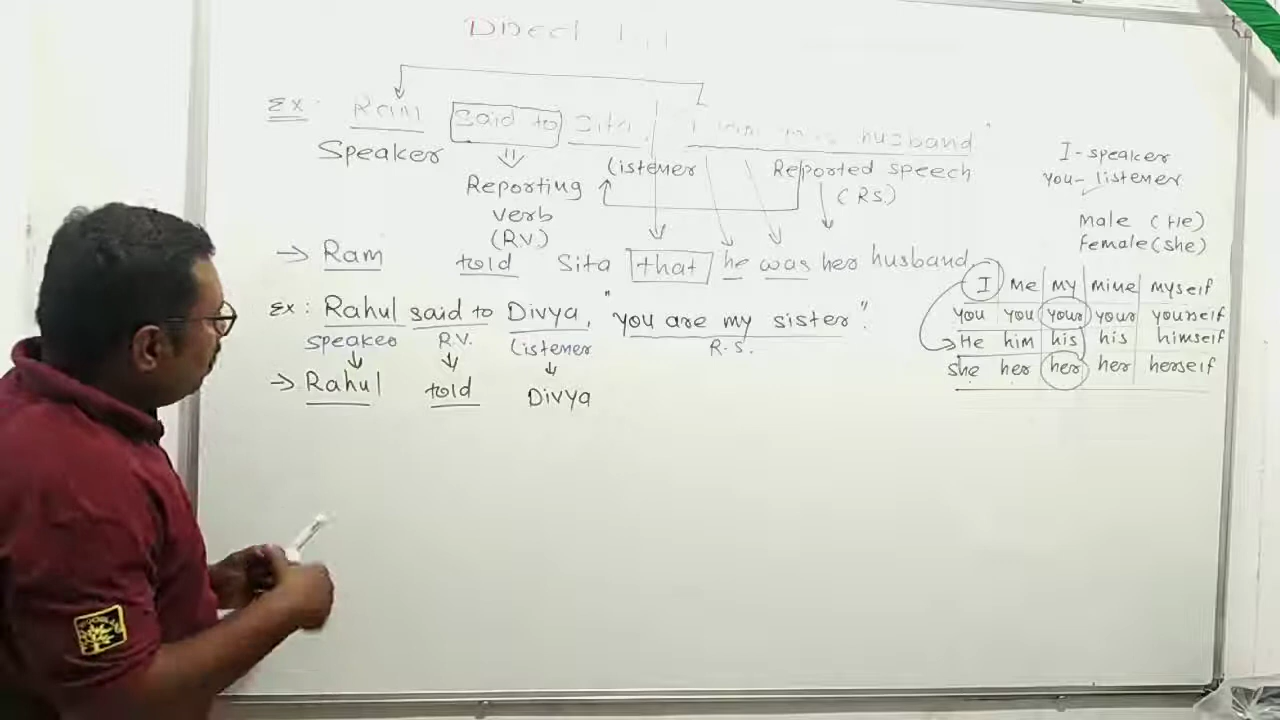 Direct
Ex: Ram said to Sita, "I am your husband"
Speaker
listener
Reported speech
(R.S.)
Reporting
verb
(R.V.)
→ Ram told Sita that he was her husband
Ex: Rahul said to Divya, "you are my sister".
speaker R.V. listener R.S.
→ Rahul told Divya
I - speaker
you - listener
Male (He)
female (she)
I me my mine myself
you you your your yourself
He him his his himself
she her her her herself